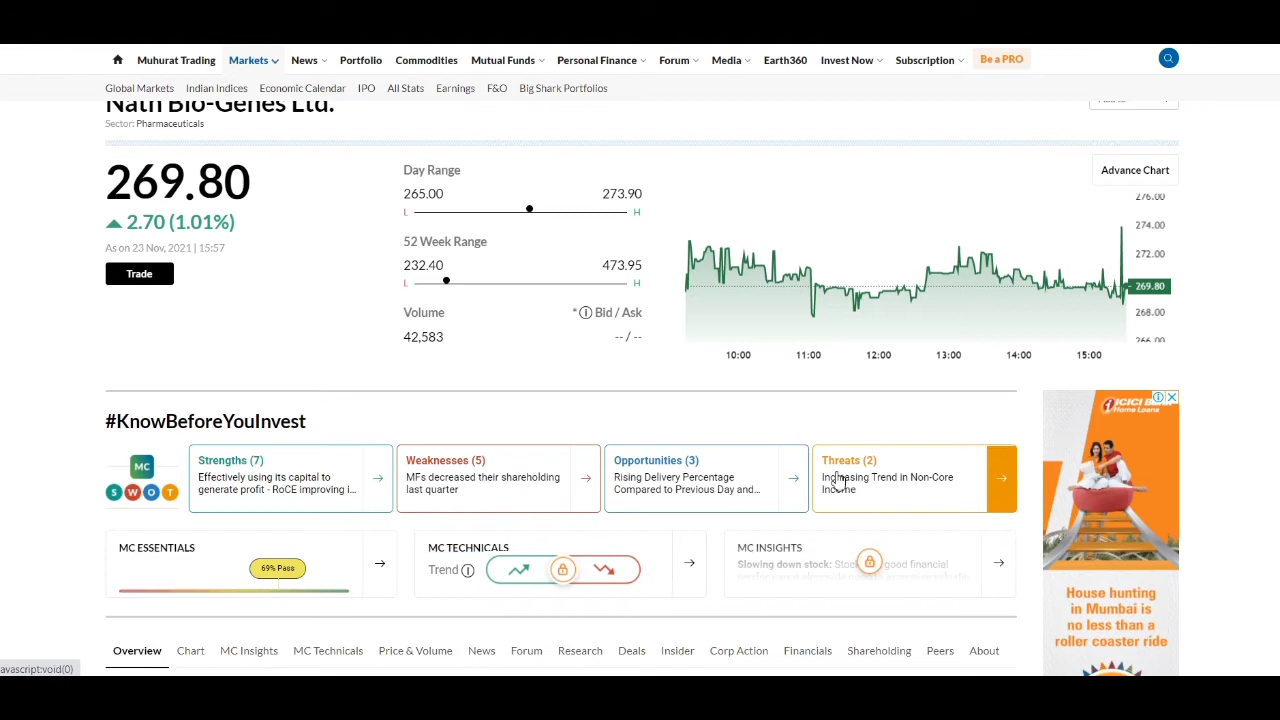 Muhurat Trading Markets News Portfolio Commodities Mutual Funds Personal Finance Forum Media Earth360 Invest Now Subscription Be a PRO
Global Markets Indian Indices Economic Calendar IPO All Stats Earnings F&O Big Shark Portfolios
Nath Bio-Genes Ltd.
Sector: Pharmaceuticals
269.80
2.70 (1.01%)
As on 23 Nov, 2021 | 15:57
Trade
Day Range
265.00 273.90
L H
52 Week Range
232.40 473.95
L H
Volume * Bid / Ask
42,583 -- / --
Advance Chart
276.00
274.00
272.00
269.80
268.00
266.00
10:00 11:00 12:00 13:00 14:00 15:00
#KnowBeforeYouInvest
MC
S W O T
Strengths (7)
Effectively using its capital to
generate profit - RoCE improving i...
Weaknesses (5)
MFs decreased their shareholding
last quarter
Opportunities (3)
Rising Delivery Percentage
Compared to Previous Day and...
Threats (2)
Increasing Trend in Non-Core
Income
MC ESSENTIALS
69% Pass
MC TECHNICALS
Trend
MC INSIGHTS
Slowing down stock: good financial
ICICI
Home Loans
House hunting
in Mumbai is
no less than a
roller coaster ride
Overview Chart MC Insights MC Technicals Price & Volume News Forum Research Deals Insider Corp Action Financials Shareholding Peers About
avascript:void(0)